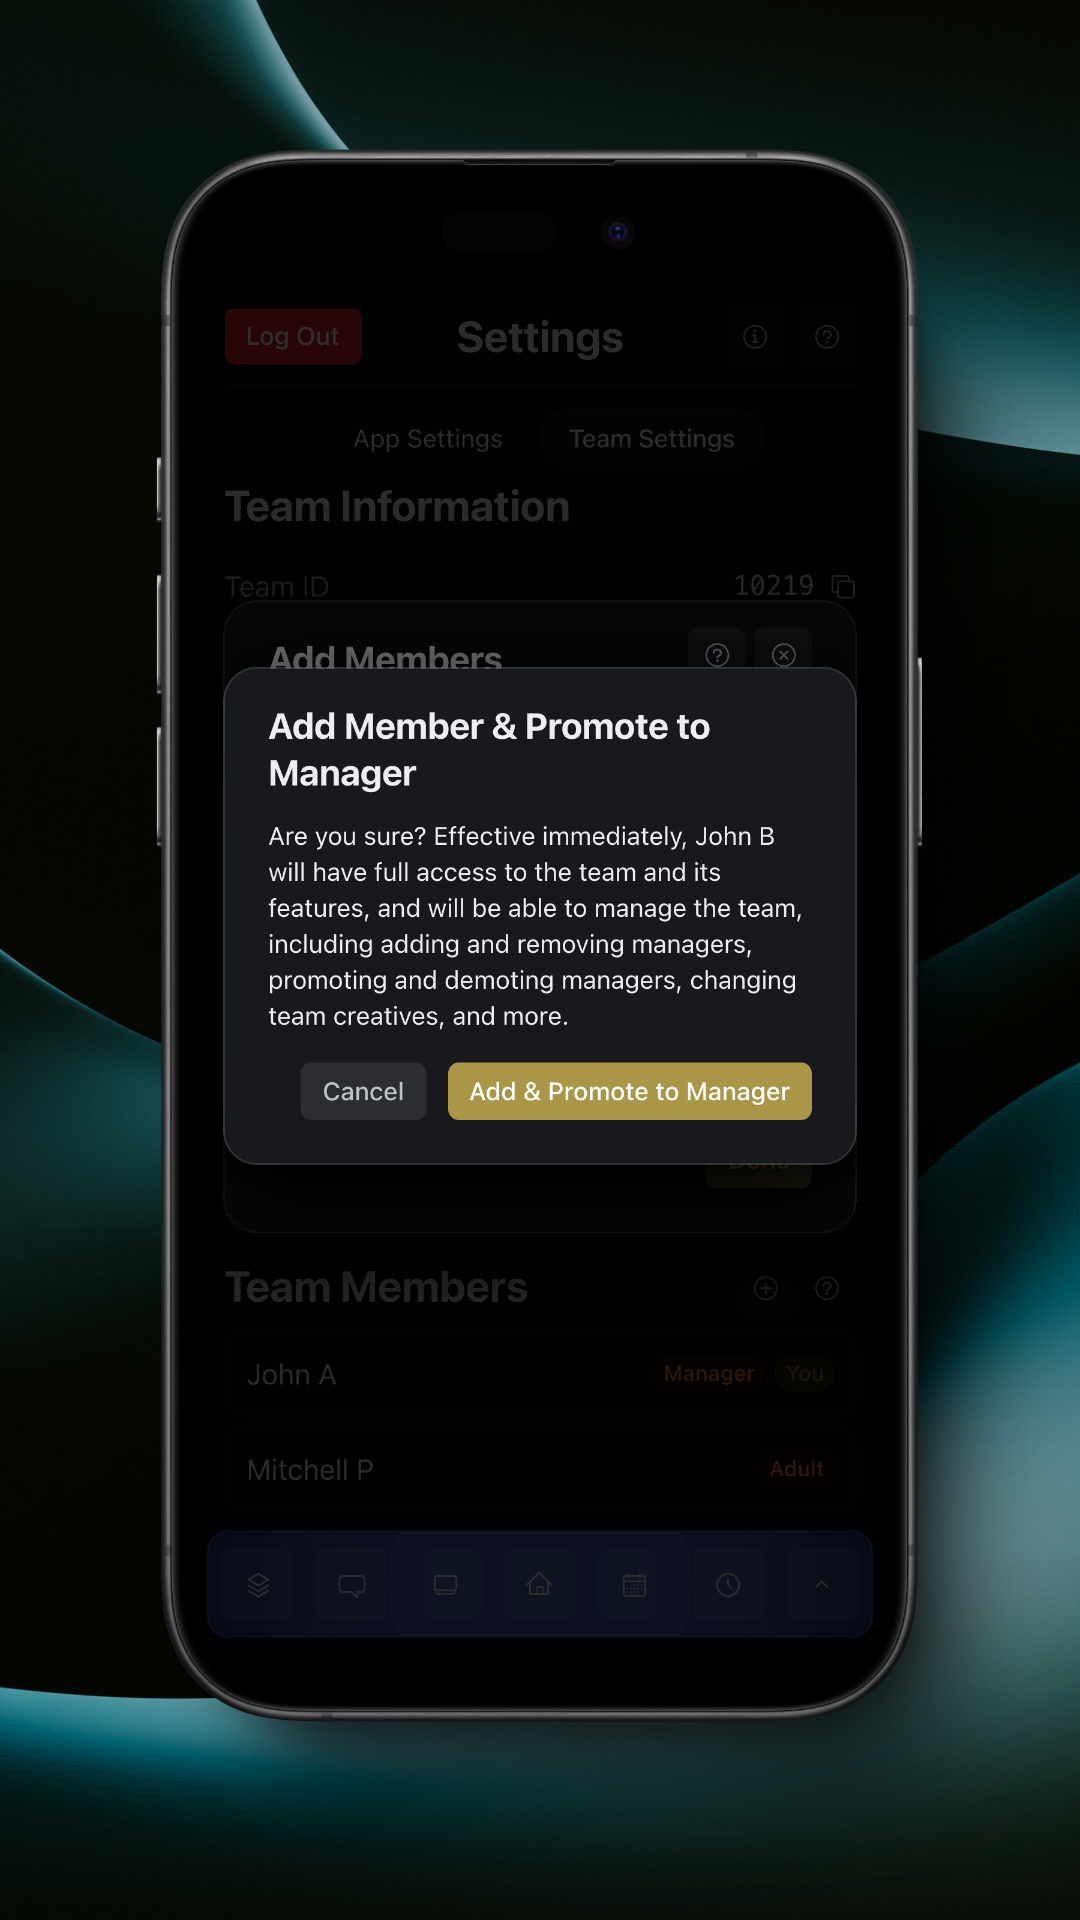 Log Out
Settings
App Settings
Team Settings
Team Information
Team ID
10219
Add Members
Add Member & Promote to
Manager
Are you sure? Effective immediately, John B
will have full access to the team and its
features, and will be able to manage the team,
including adding and removing managers,
promoting and demoting managers, changing
team creatives, and more.
Cancel
Add & Promote to Manager
Done
Team Members
John A
Manager
You
Mitchell P
Adult